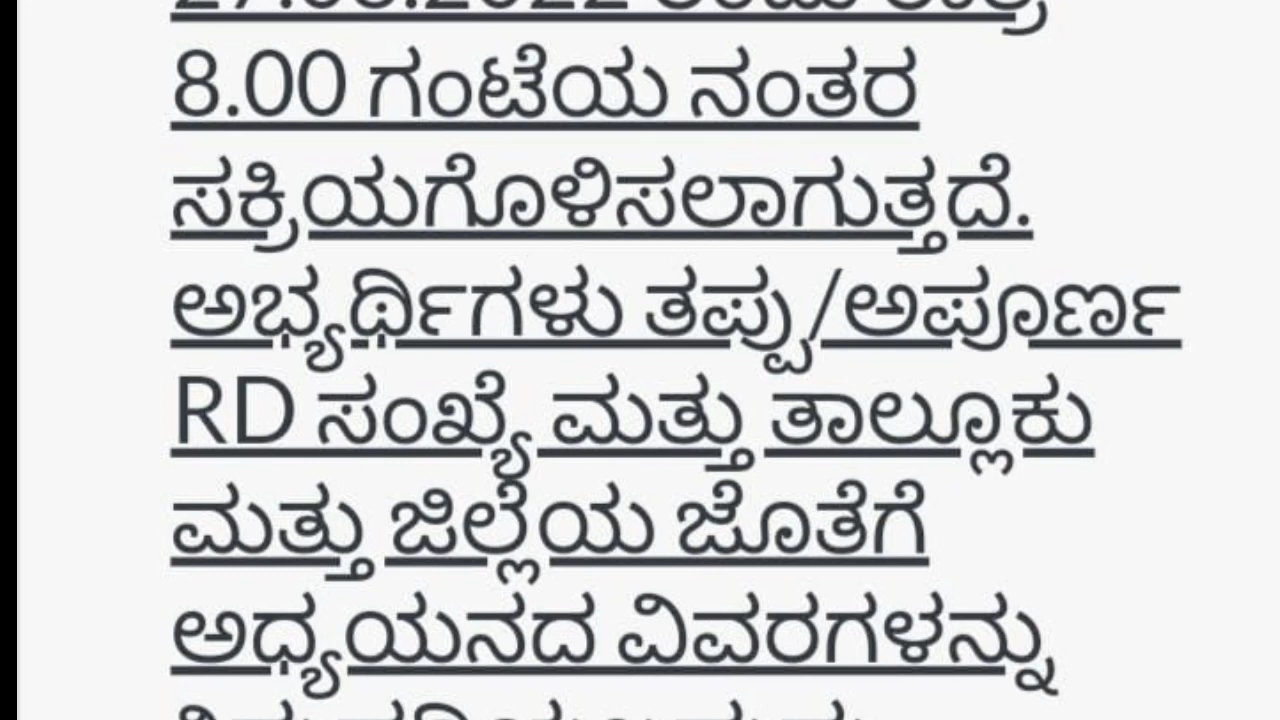 8.00 ಗಂಟೆಯ ನಂತರ
ಸಕ್ರಿಯಗೊಳಿಸಲಾಗುತ್ತದೆ.
ಅಭ್ಯರ್ಥಿಗಳು ತಪ್ಪು/ಅಪೂರ್ಣ
RD ಸಂಖ್ಯೆ ಮತ್ತು ತಾಲ್ಲೂಕು
ಮತ್ತು ಜಿಲ್ಲೆಯ ಜೊತೆಗೆ
ಅಧ್ಯಯನದ ವಿವರಗಳನ್ನು